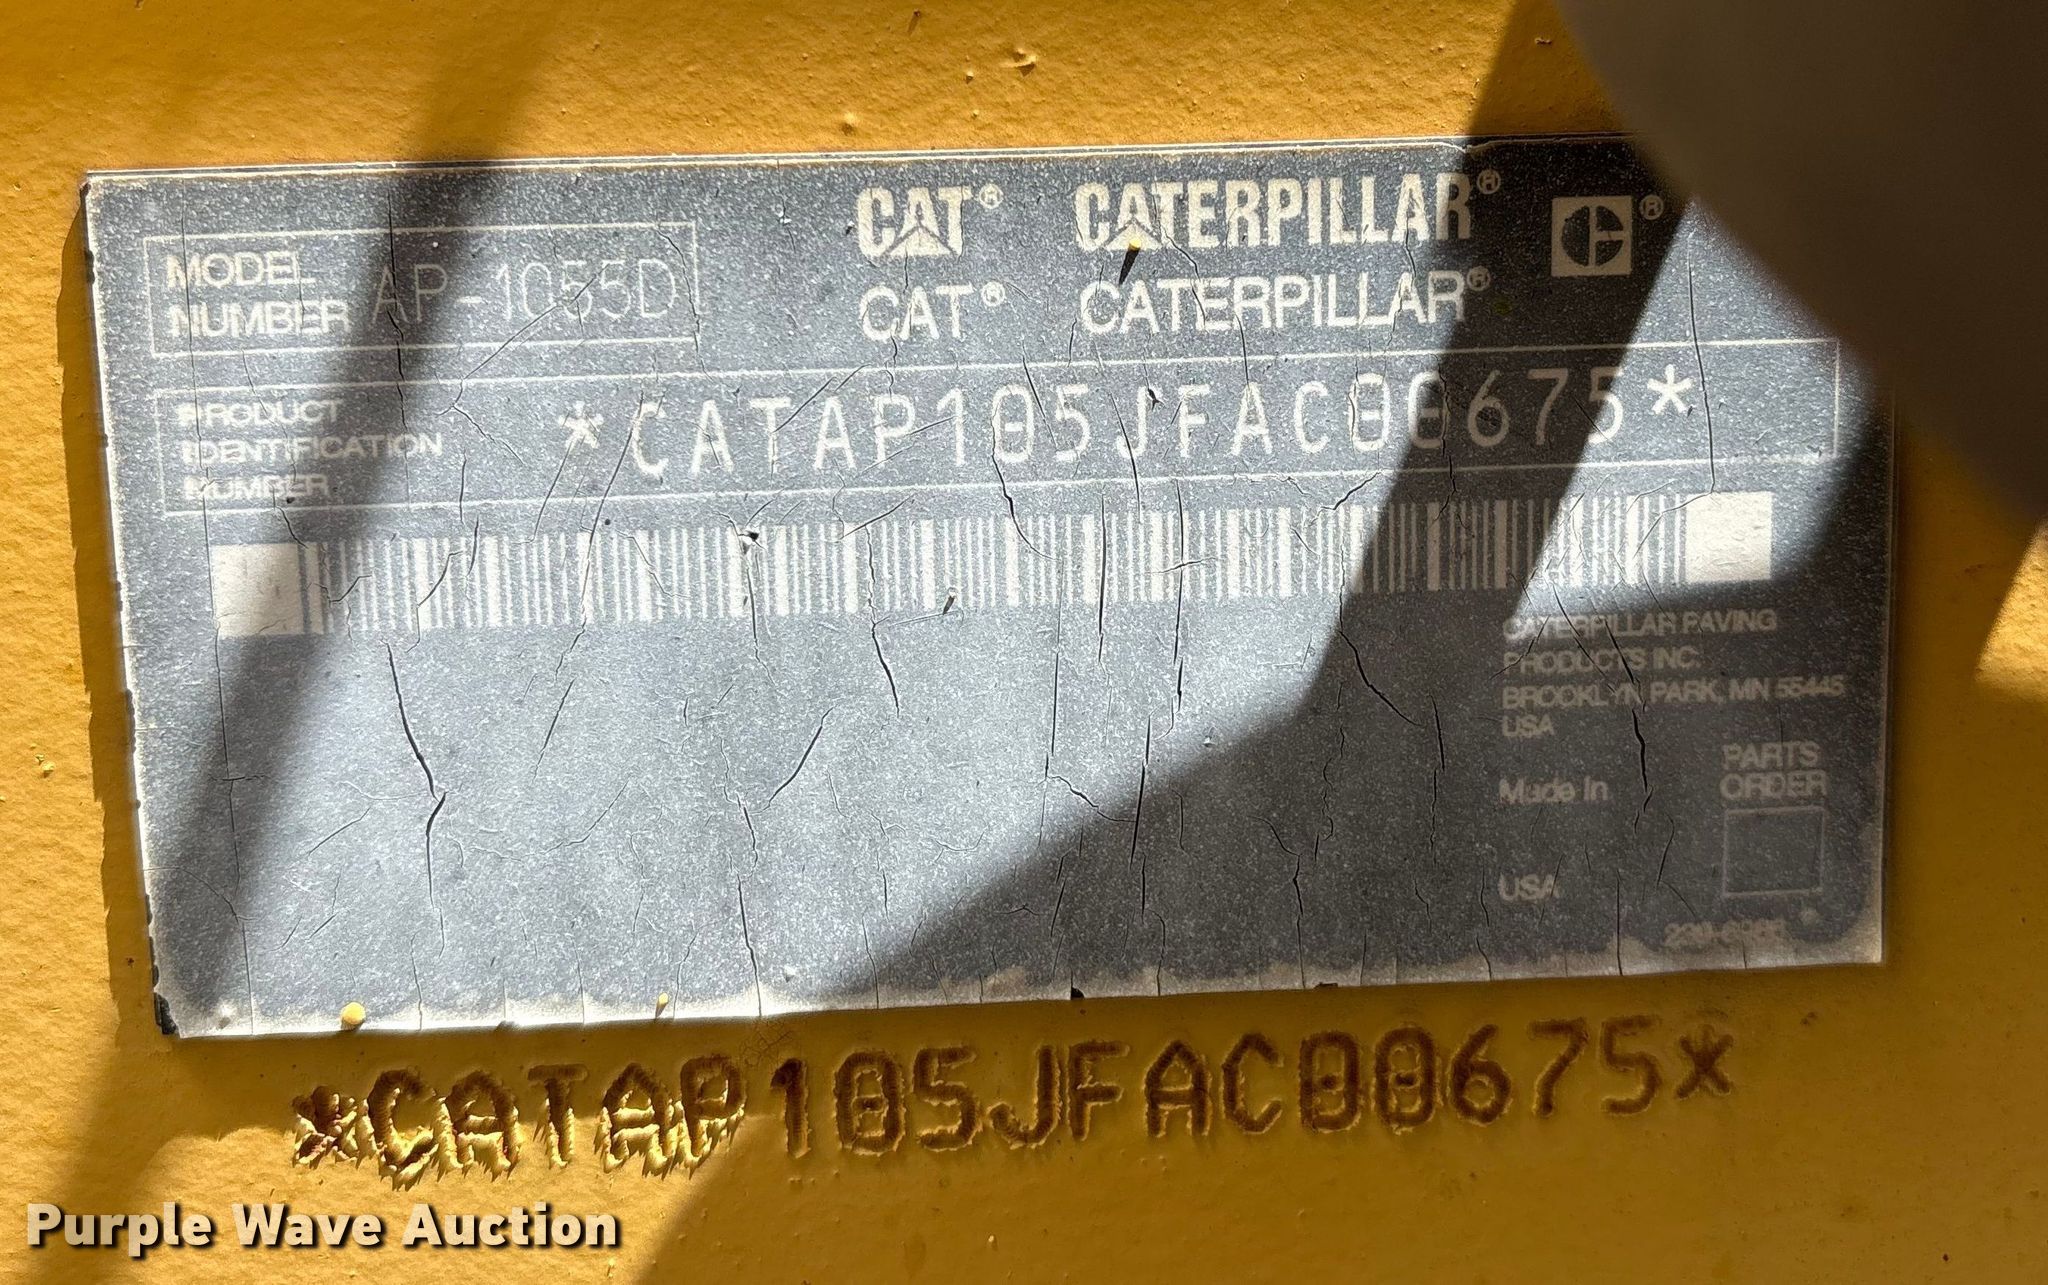 MODEL
NUMBER AP-1055D
CAT® CATERPILLAR® ®
CAT® CATERPILLAR®
PRODUCT
IDENTIFICATION
NUMBER
*CATAP105JFAC00675*
CATERPILLAR PAVING
PRODUCTS INC.
BROOKLYN PARK, MN 55445
USA
Made In
USA
PARTS
ORDER
*CATAP105JFAC00675*
Purple Wave Auction